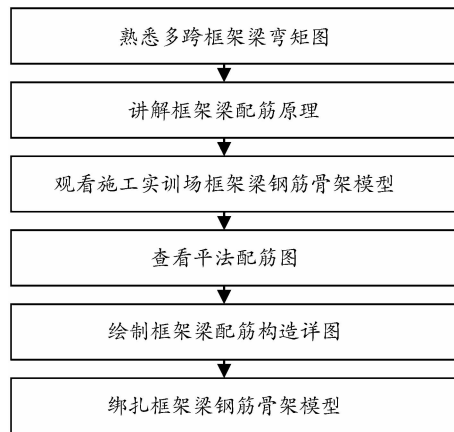 熟悉多跨框架梁弯矩图
讲解框架梁配筋原理
观看施工实训场框架梁钢筋骨架模型
查看平法配筋图
绘制框架梁配筋构造详图
绑扎框架梁钢筋骨架模型